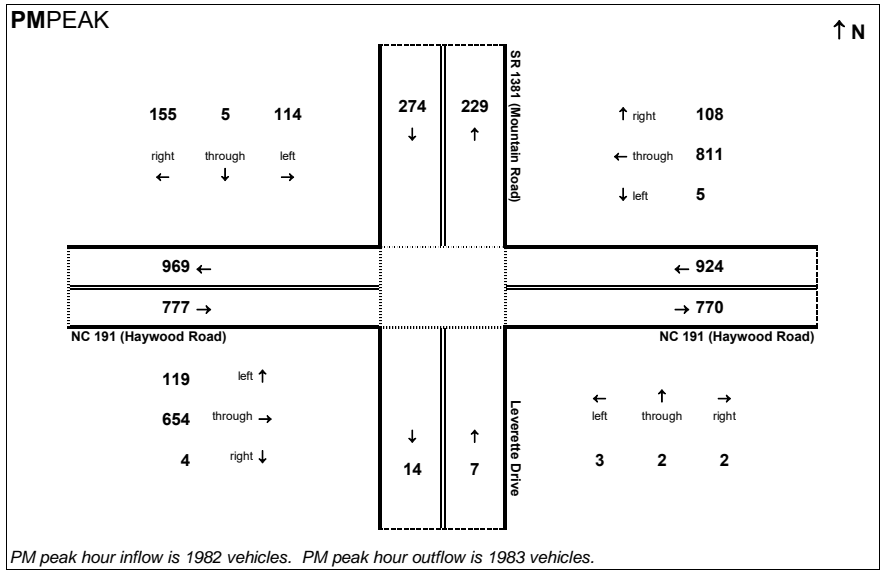 PMPEAK
↑ N
155 5 114
right through left
← ↓ →
274 229
↓ ↑
SR 1381 (Mountain Road)
↑ right 108
← through 811
↓ left 5
969 ←
777 →
← 924
→ 770
NC 191 (Haywood Road)
NC 191 (Haywood Road)
119 left ↑
654 through →
4 right ↓
↓ ↑
14 7
Leverette Drive
← ↑ →
left through right
3 2 2
PM peak hour inflow is 1982 vehicles. PM peak hour outflow is 1983 vehicles.